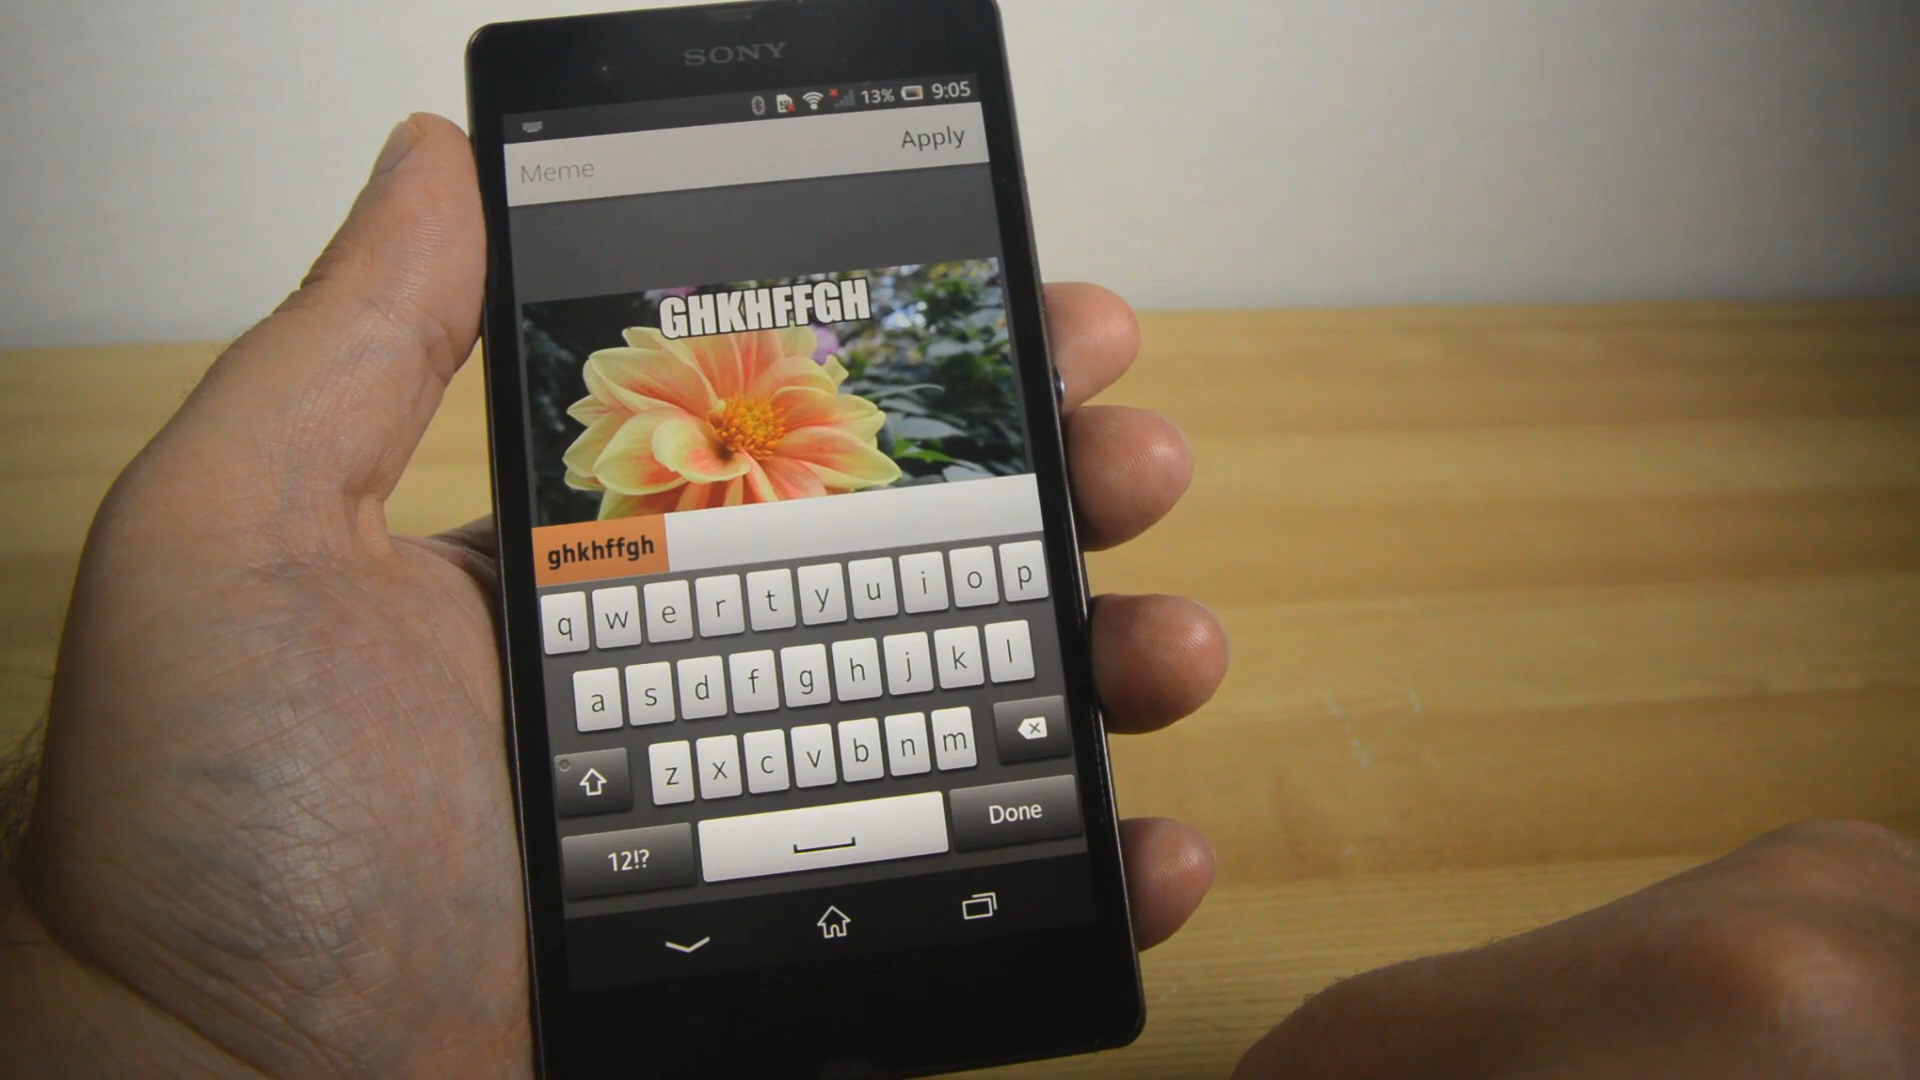 SONY
13% 9:05
Meme Apply
GHKHFFGH
ghkhffgh
q w e r t y u i o p
a s d f g h j k l
z x c v b n m
12!? Done